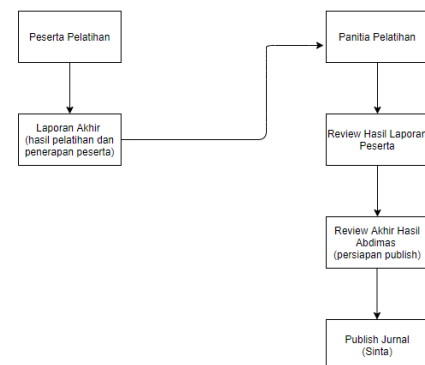 Peserta Pelatihan
Panitia Pelatihan
Laporan Akhir
(hasil pelatihan dan
penerapan peserta)
Review Hasil Laporan
Peserta
Review Akhir Hasil
Abdimas
(persiapan publish)
Publish Jurnal
(Sinta)